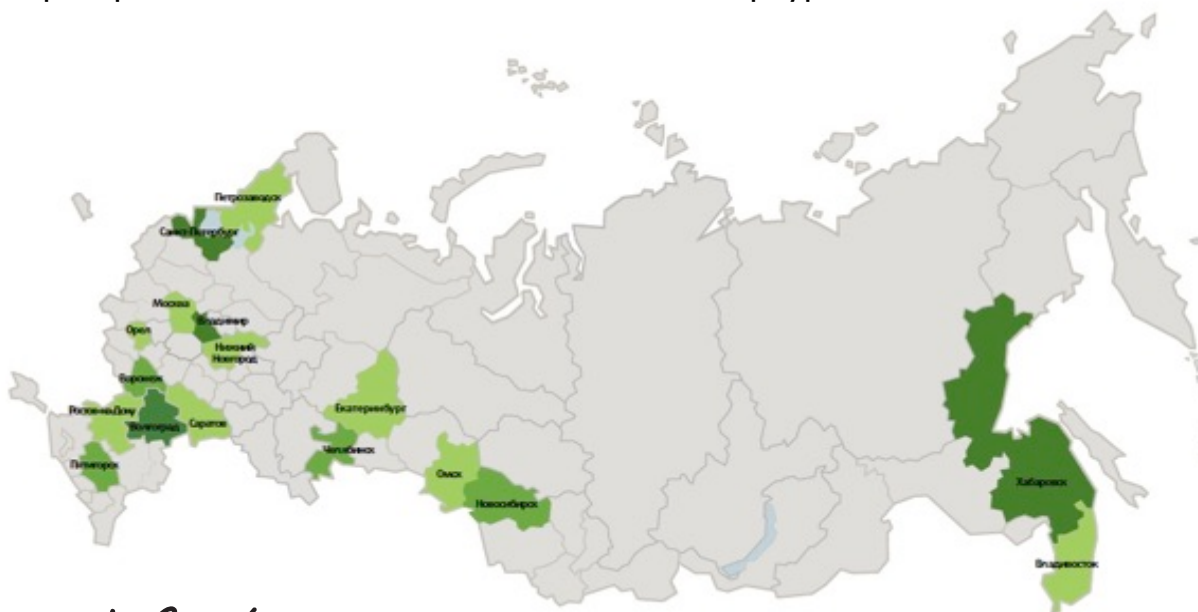 Петрозаводск
Санкт-Петербург
Москва
Владимир
Орел
Нижний
Новгород
Воронеж
Ростов-на-Дону
Волгоград
Саратов
Екатеринбург
Челябинск
Пятигорск
Омск
Новосибирск
Хабаровск
Владивосток